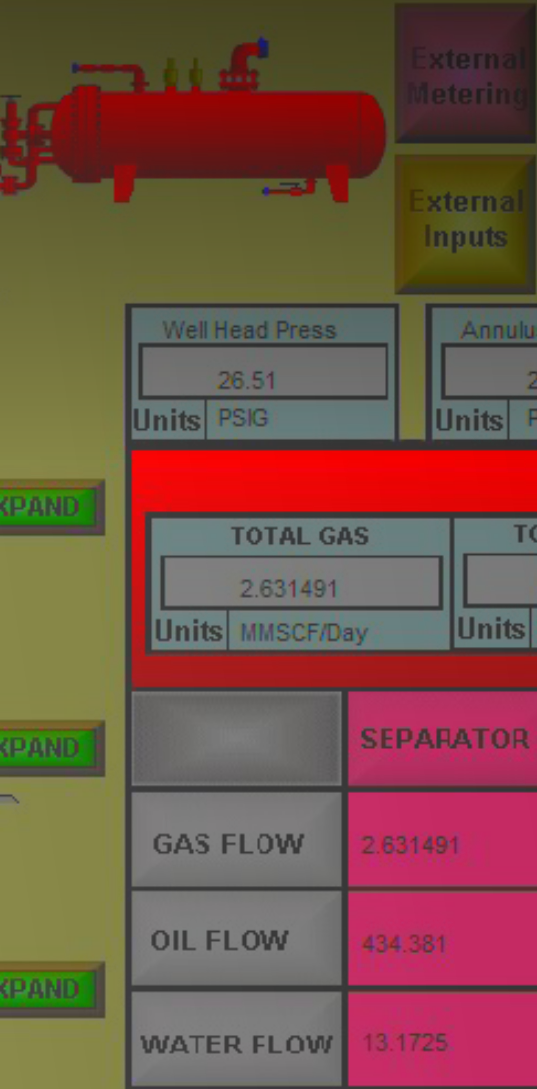 External
Metering
External
Inputs
Well Head Press
26.51
Units PSIG
Units
TOTAL GAS
2.631491
Units MMSCF/Day
Units
SEPARATOR
GAS FLOW 2.631491
OIL FLOW 434.381
WATER FLOW 13.1725
XPAND
XPAND
XPAND